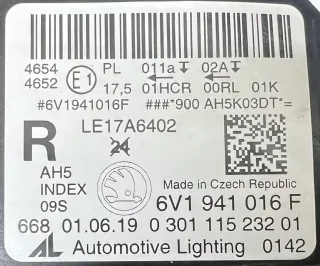 4654 E1 PL 011a 02A
4652 17,5 01HCR 00RL 01K
#6V1941016F ###*900 AH5K03DT*=
R LE17A6402
24
AH5
INDEX
09S
Made in Czech Republic
6V1 941 016 F
668 01.06.19 0 301 115 232 01
AL Automotive Lighting 0142